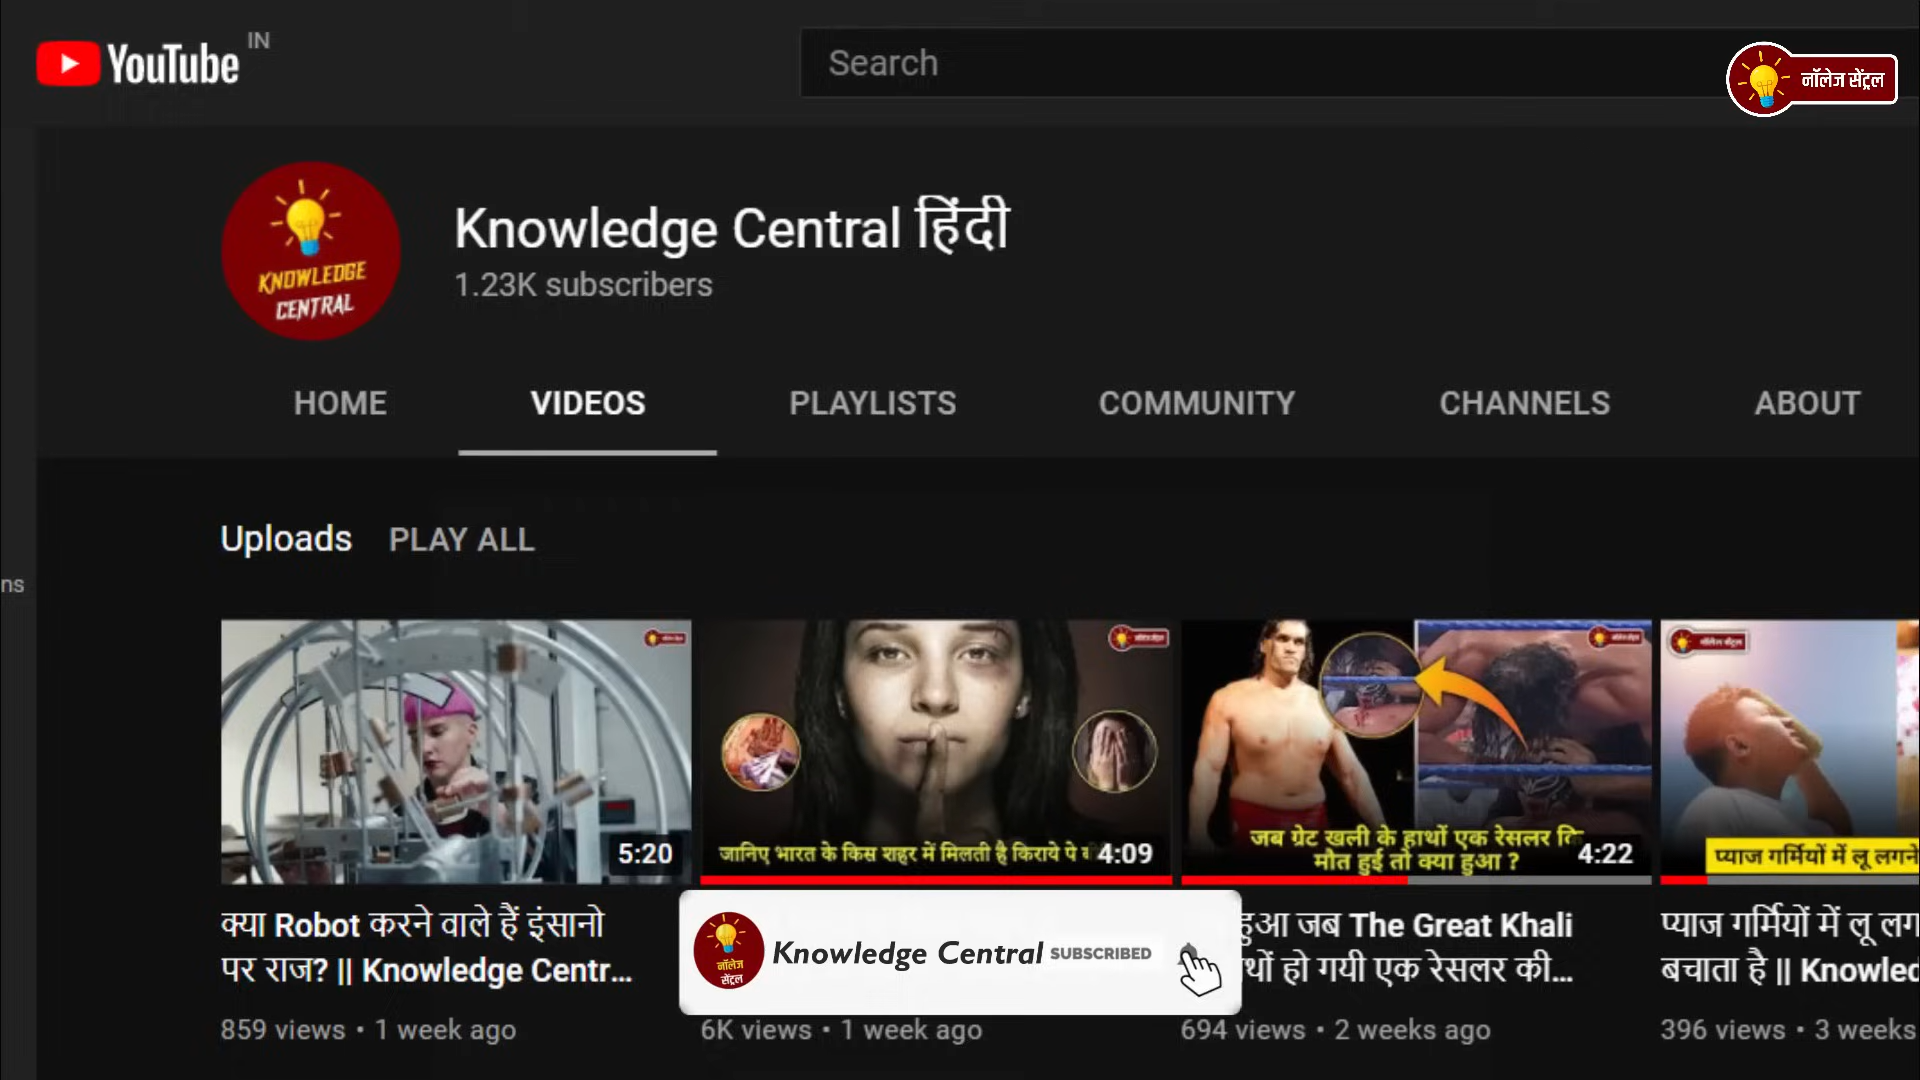 YouTube IN
Search
नॉलेज सेंट्रल
KNOWLEDGE
CENTRAL
Knowledge Central हिंदी
1.23K subscribers
HOME VIDEOS PLAYLISTS COMMUNITY CHANNELS ABOUT
Uploads PLAY ALL
ns
5:20
जानिए भारत के किस शहर में मिलती है किराये पे
4:09
जब ग्रेट खली के हाथों एक रेसलर कि
मौत हुई तो क्या हुआ ?
4:22
नॉलेज सेंट्रल
प्याज गर्मियों में लू लगने
क्या Robot करने वाले हैं इंसानो
पर राज? || Knowledge Centr...
859 views • 1 week ago
नॉलेज
सेंट्रल
Knowledge Central SUBSCRIBED
6K views • 1 week ago
हुआ जब The Great Khali
थों हो गयी एक रेसलर की...
694 views • 2 weeks ago
प्याज गर्मियों में लू लग
बचाता है || Knowled
396 views • 3 weeks